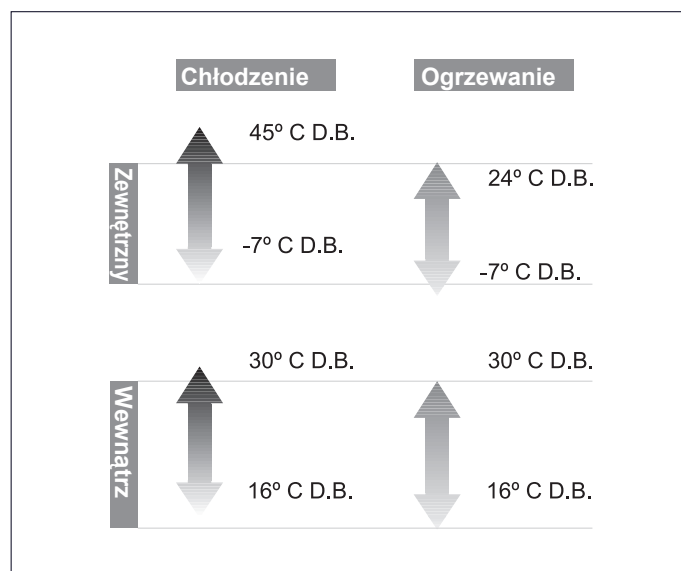 Chłodzenie Ogrzewanie
45º C D.B.
24º C D.B.
Zewnętrzny
-7º C D.B.
-7º C D.B.
30º C D.B. 30º C D.B.
Wewnątrz
16º C D.B. 16º C D.B.